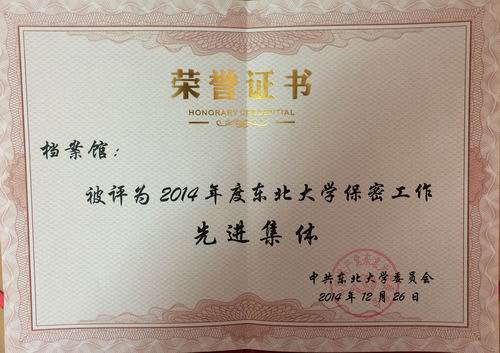 荣誉证书
HONORARY CREDENTIAL
档案馆：
被评为2014年度东北大学保密工作
先进集体
中共东北大学委员会
2014年12月26日